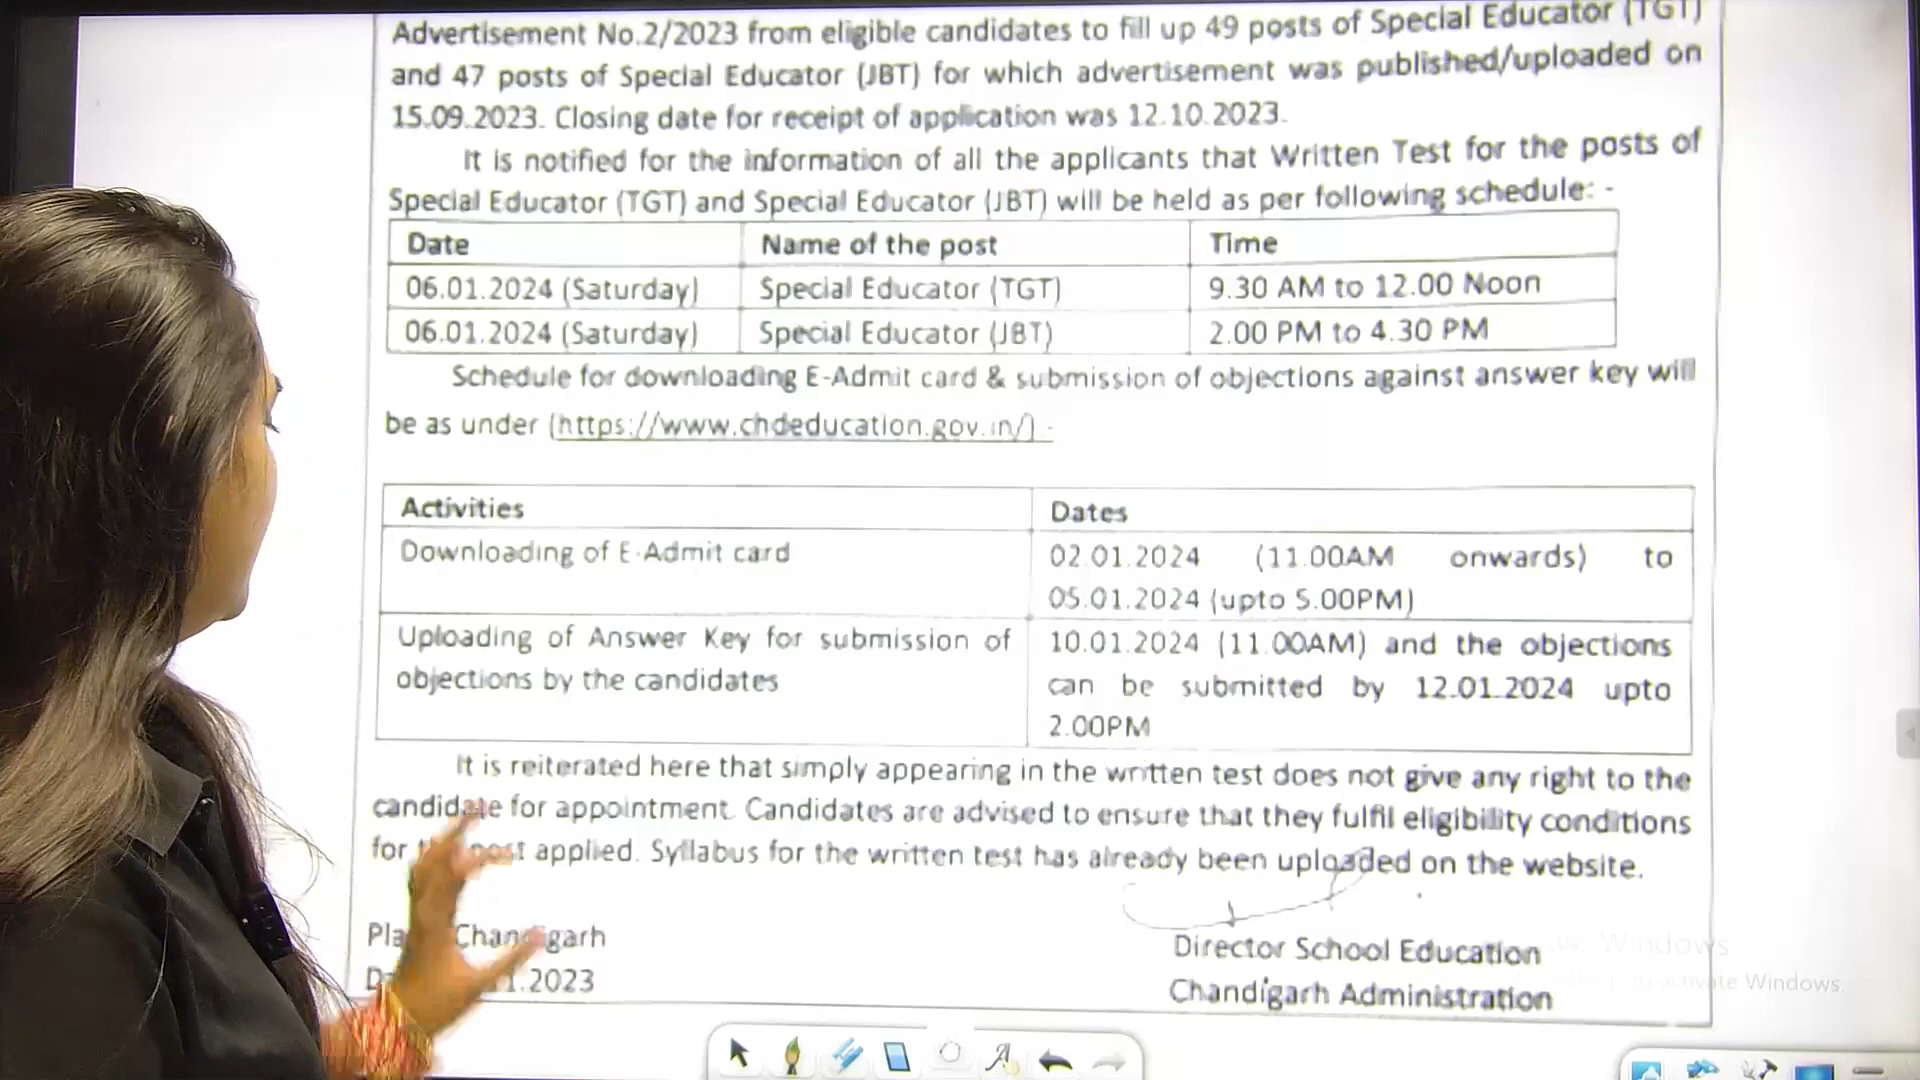 Advertisement No.2/2023 from eligible candidates to fill up 49 posts of Special Educator (TGT)
and 47 posts of Special Educator (JBT) for which advertisement was published/uploaded on
15.09.2023. Closing date for receipt of application was 12.10.2023.
It is notified for the information of all the applicants that Written Test for the posts of
Special Educator (TGT) and Special Educator (JBT) will be held as per following schedule: -
Date Name of the post Time
06.01.2024 (Saturday) Special Educator (TGT) 9.30 AM to 12.00 Noon
06.01.2024 (Saturday) Special Educator (JBT) 2.00 PM to 4.30 PM
Schedule for downloading E-Admit card & submission of objections against answer key will
be as under (https://www.chdeducation.gov.in/) -
Activities Dates
Downloading of E-Admit card 02.01.2024 (11.00AM onwards) to
05.01.2024 (upto 5.00PM)
Uploading of Answer Key for submission of 10.01.2024 (11.00AM) and the objections
objections by the candidates can be submitted by 12.01.2024 upto
2.00PM
It is reiterated here that simply appearing in the written test does not give any right to the
candidate for appointment. Candidates are advised to ensure that they fulfil eligibility conditions
for the post applied. Syllabus for the written test has already been uploaded on the website.
Chandigarh Director School Education
.2023 Chandigarh Administration
Windows
activate Windows.